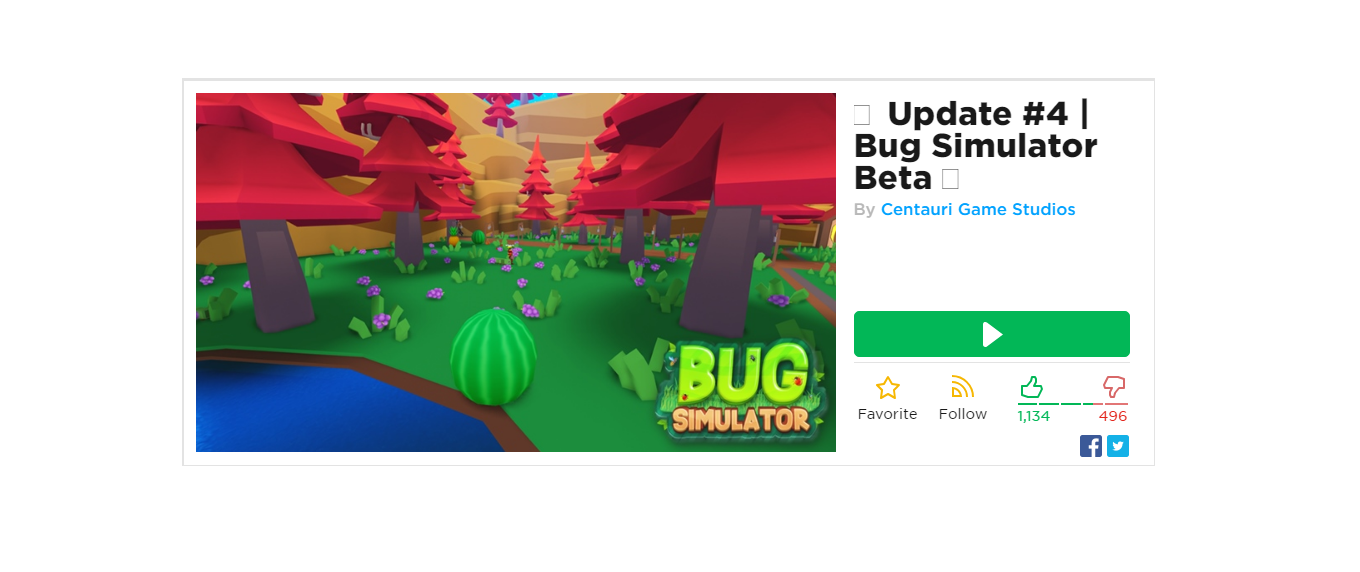 Update #4 |
Bug Simulator
Beta
By Centauri Game Studios
BUG
SIMULATOR
Favorite
Follow
1,134
496